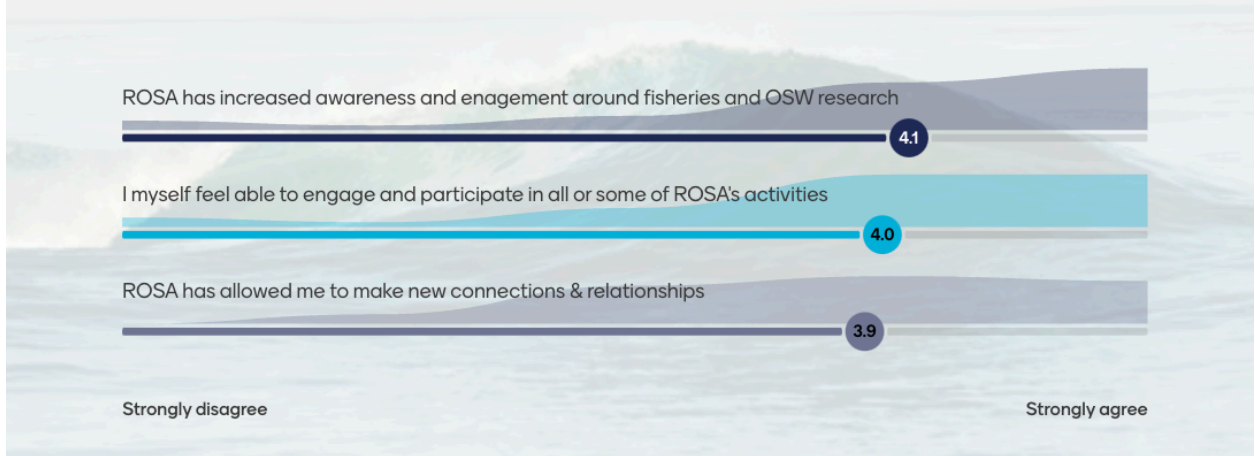 ROSA has increased awareness and enagement around fisheries and OSW research
4.1
I myself feel able to engage and participate in all or some of ROSA's activities
4.0
ROSA has allowed me to make new connections & relationships
3.9
Strongly disagree
Strongly agree